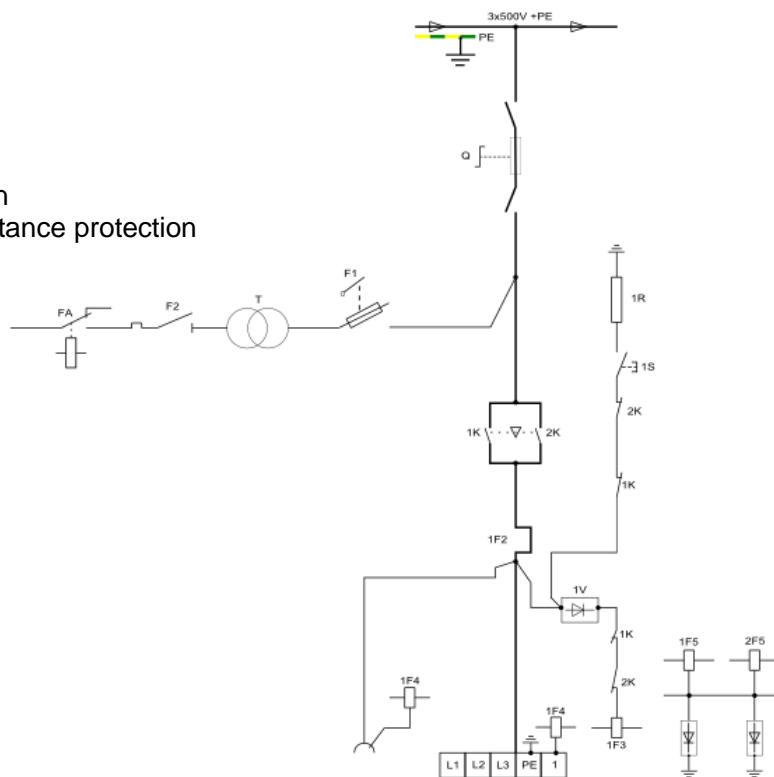 3x500V +PE
PE
Q
n
tance protection
FA
F2
T
F1
1R
1S
2K
1K
2K
1K
1F2
1V
1K
2K
1F4
1F4
1F3
1F5
2F5
L1 L2 L3 PE 1